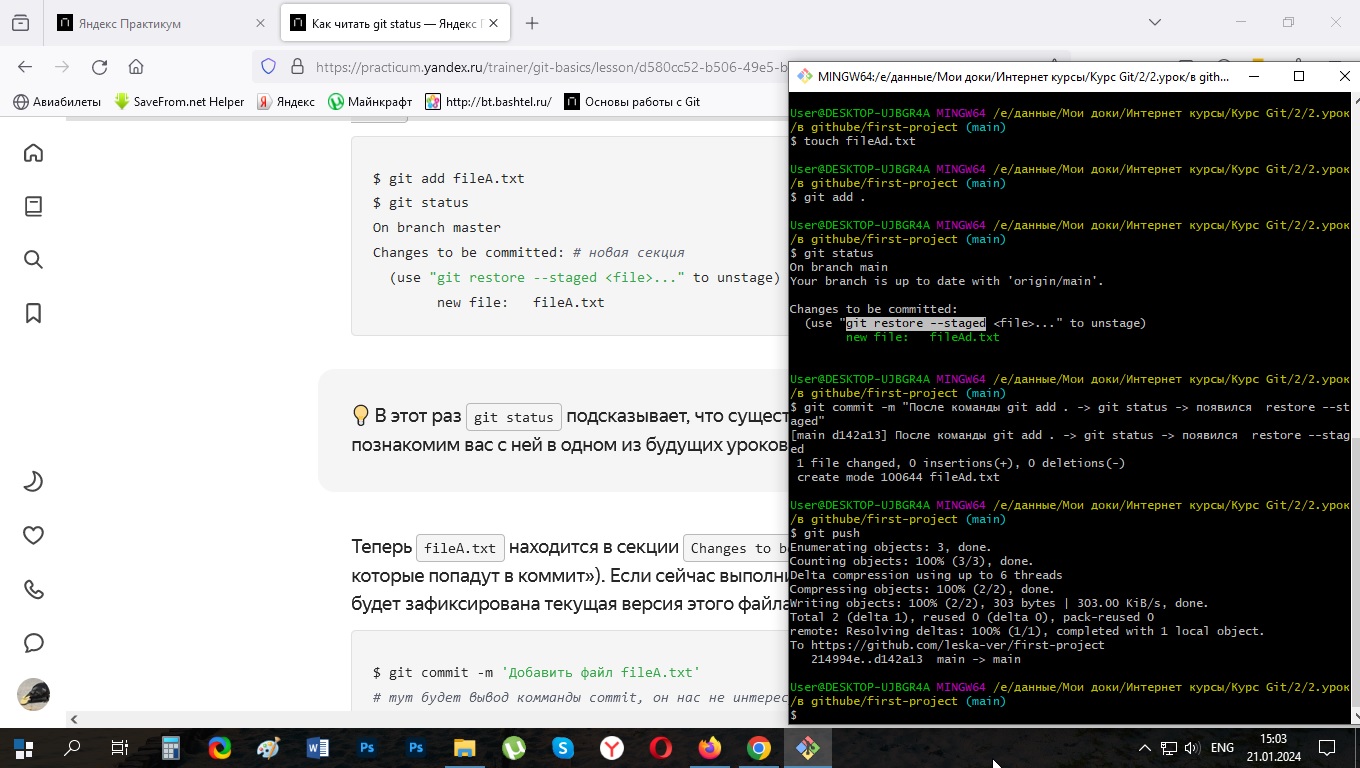 Яндекс Практикум
Как читать git status — Яндекс
https://practicum.yandex.ru/trainer/git-basics/lesson/d580cc52-b506-49e5-b
Авиабилеты
SaveFrom.net Helper
Яндекс
Майнкрафт
http://bt.bashtel.ru/
Основы работы с Git
$ git add fileA.txt
$ git status
On branch master
Changes to be committed: # новая секция
(use "git restore --staged <file>..." to unstage)
new file: fileA.txt
В этот раз git status подсказывает, что сущест
познакомим вас с ней в одном из будущих уроков
Теперь fileA.txt находится в секции Changes to b
которые попадут в коммит»). Если сейчас выполни
будет зафиксирована текущая версия этого файла
$ git commit -m 'Добавить файл fileA.txt'
# тут будет вывод комманды commit, он нас не интерес
MINGW64:/e/данные/Мои доки/Интернет курсы/Курс Git/2/2.урок/в gith...
User@DESKTOP-UJBGR4A MINGW64 /e/данные/Мои доки/Интернет курсы/Курс Git/2/2.урок
/в githube/first-project (main)
$ touch fileAd.txt
User@DESKTOP-UJBGR4A MINGW64 /e/данные/Мои доки/Интернет курсы/Курс Git/2/2.урок
/в githube/first-project (main)
$ git add .
User@DESKTOP-UJBGR4A MINGW64 /e/данные/Мои доки/Интернет курсы/Курс Git/2/2.урок
/в githube/first-project (main)
$ git status
On branch main
Your branch is up to date with 'origin/main'.
Changes to be committed:
(use "git restore --staged <file>..." to unstage)
new file: fileAd.txt
User@DESKTOP-UJBGR4A MINGW64 /e/данные/Мои доки/Интернет курсы/Курс Git/2/2.урок
/в githube/first-project (main)
$ git commit -m "После команды git add . -> git status -> появился restore --st
aged"
[main d142a13] После команды git add . -> git status -> появился restore --stag
ed
1 file changed, 0 insertions(+), 0 deletions(-)
create mode 100644 fileAd.txt
User@DESKTOP-UJBGR4A MINGW64 /e/данные/Мои доки/Интернет курсы/Курс Git/2/2.урок
/в githube/first-project (main)
$ git push
Enumerating objects: 3, done.
Counting objects: 100% (3/3), done.
Delta compression using up to 6 threads
Compressing objects: 100% (2/2), done.
Writing objects: 100% (2/2), 303 bytes | 303.00 KiB/s, done.
Total 2 (delta 1), reused 0 (delta 0), pack-reused 0
remote: Resolving deltas: 100% (1/1), completed with 1 local object.
To https://github.com/leska-ver/first-project
214994e..d142a13 main -> main
User@DESKTOP-UJBGR4A MINGW64 /e/данные/Мои доки/Интернет курсы/Курс Git/2/2.урок
/в githube/first-project (main)
$
ENG
15:03
21.01.2024